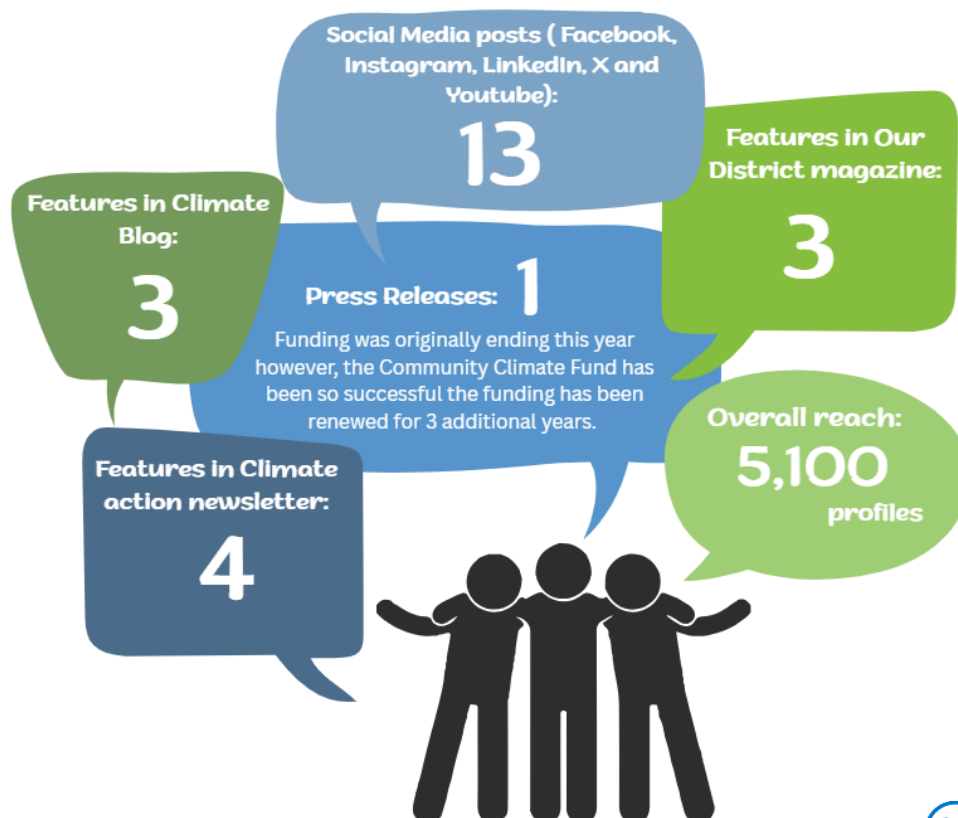 Social Media posts ( Facebook,
Instagram, LinkedIn, X and
Youtube):
13
Features in Our
District magazine:
3
Features in Climate
Blog:
3
Press Releases: 1
Funding was originally ending this year
however, the Community Climate Fund has
been so successful the funding has been
renewed for 3 additional years.
Overall reach:
5,100
profiles
Features in Climate
action newsletter:
4